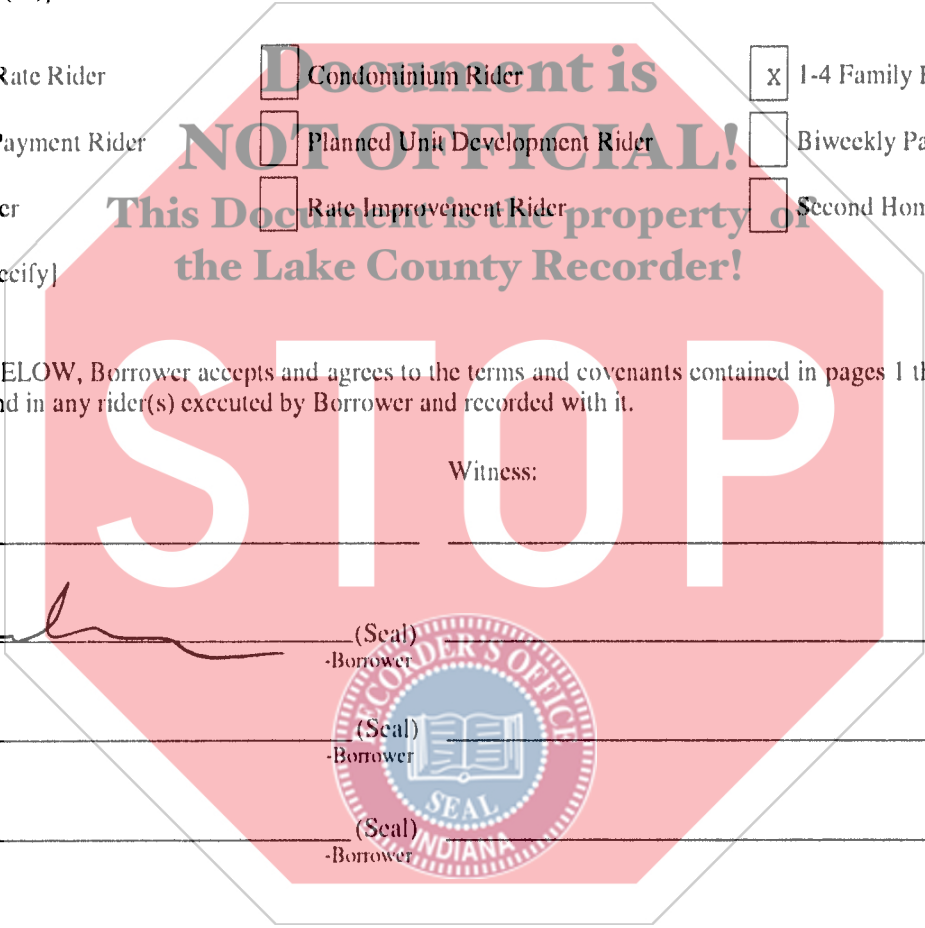 Rate Rider Condominium Rider x 1-4 Family
Payment Rider Planned Unit Development Rider Biweekly Pa
er Rate Improvement Rider Second Hom
ecify]
Document is
NOT OFFICIAL!
This Document is the property of
the Lake County Recorder!
ELOW, Borrower accepts and agrees to the terms and covenants contained in pages 1 th
nd in any rider(s) executed by Borrower and recorded with it.
STOP
Witness:
(Seal)
-Borrower
(Seal)
-Borrower
(Seal)
-Borrower
RECORDER'S OFFICE
SEAL
INDIANA